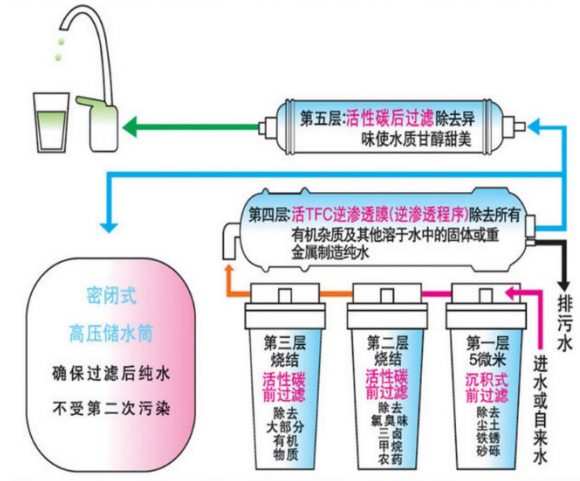 第五层:活性碳后过滤除去异
味使水质甘醇甜美
第四层:活TFC逆渗透膜(逆渗透程序)除去所有
有机杂质及其他溶于水中的固体或重
金属制造纯水
密闭式
高压储水筒
确保过滤后纯水
不受第二次污染
第三层
烧结
活性碳
前过滤
除去
大部分
有机
物质
第二层
烧结
活性碳
前过滤
除去
氯臭味
三卤
甲烷
农药
第一层
5微米
沉积式
前过滤
除去
尘土
铁锈
砂砾
排污水
进水或自来水